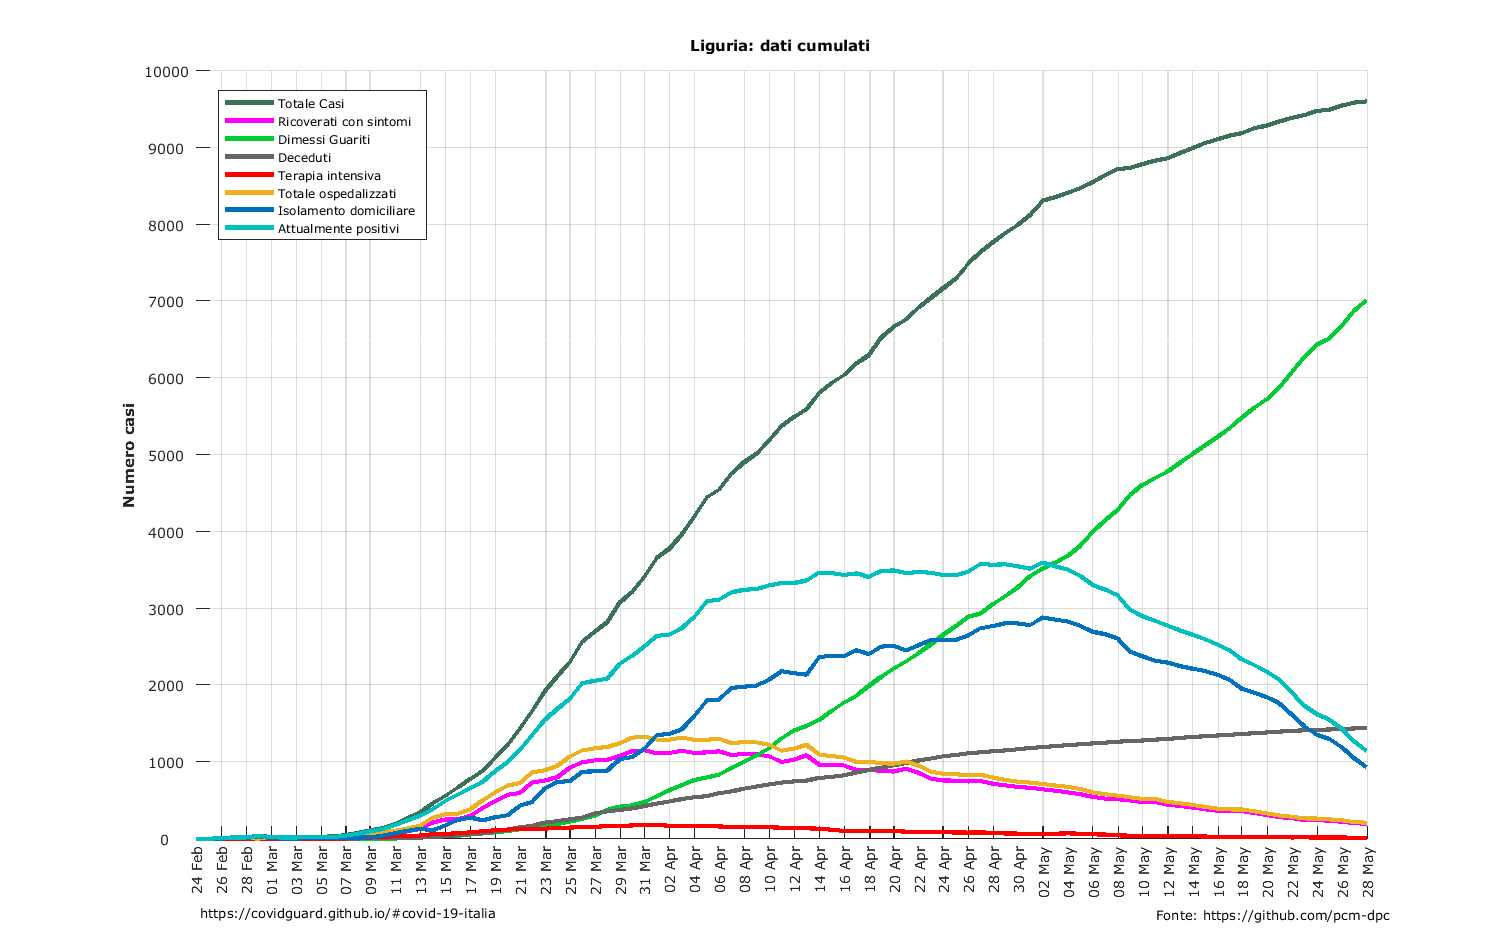 Liguria: dati cumulati
10000
9000
8000
7000
6000
5000
4000
3000
2000
1000
0
Numero casi
Totale Casi
Ricoverati con sintomi
Dimessi Guariti
Deceduti
Terapia intensiva
Totale ospedalizzati
Isolamento domiciliare
Attualmente positivi
24 Feb
26 Feb
28 Feb
01 Mar
03 Mar
05 Mar
07 Mar
09 Mar
11 Mar
13 Mar
15 Mar
17 Mar
19 Mar
21 Mar
23 Mar
25 Mar
27 Mar
29 Mar
31 Mar
02 Apr
04 Apr
06 Apr
08 Apr
10 Apr
12 Apr
14 Apr
16 Apr
18 Apr
20 Apr
22 Apr
24 Apr
26 Apr
28 Apr
30 Apr
02 May
04 May
06 May
08 May
10 May
12 May
14 May
16 May
18 May
20 May
22 May
24 May
26 May
28 May
https://covidguard.github.io/#covid-19-italia
Fonte: https://github.com/pcm-dpc